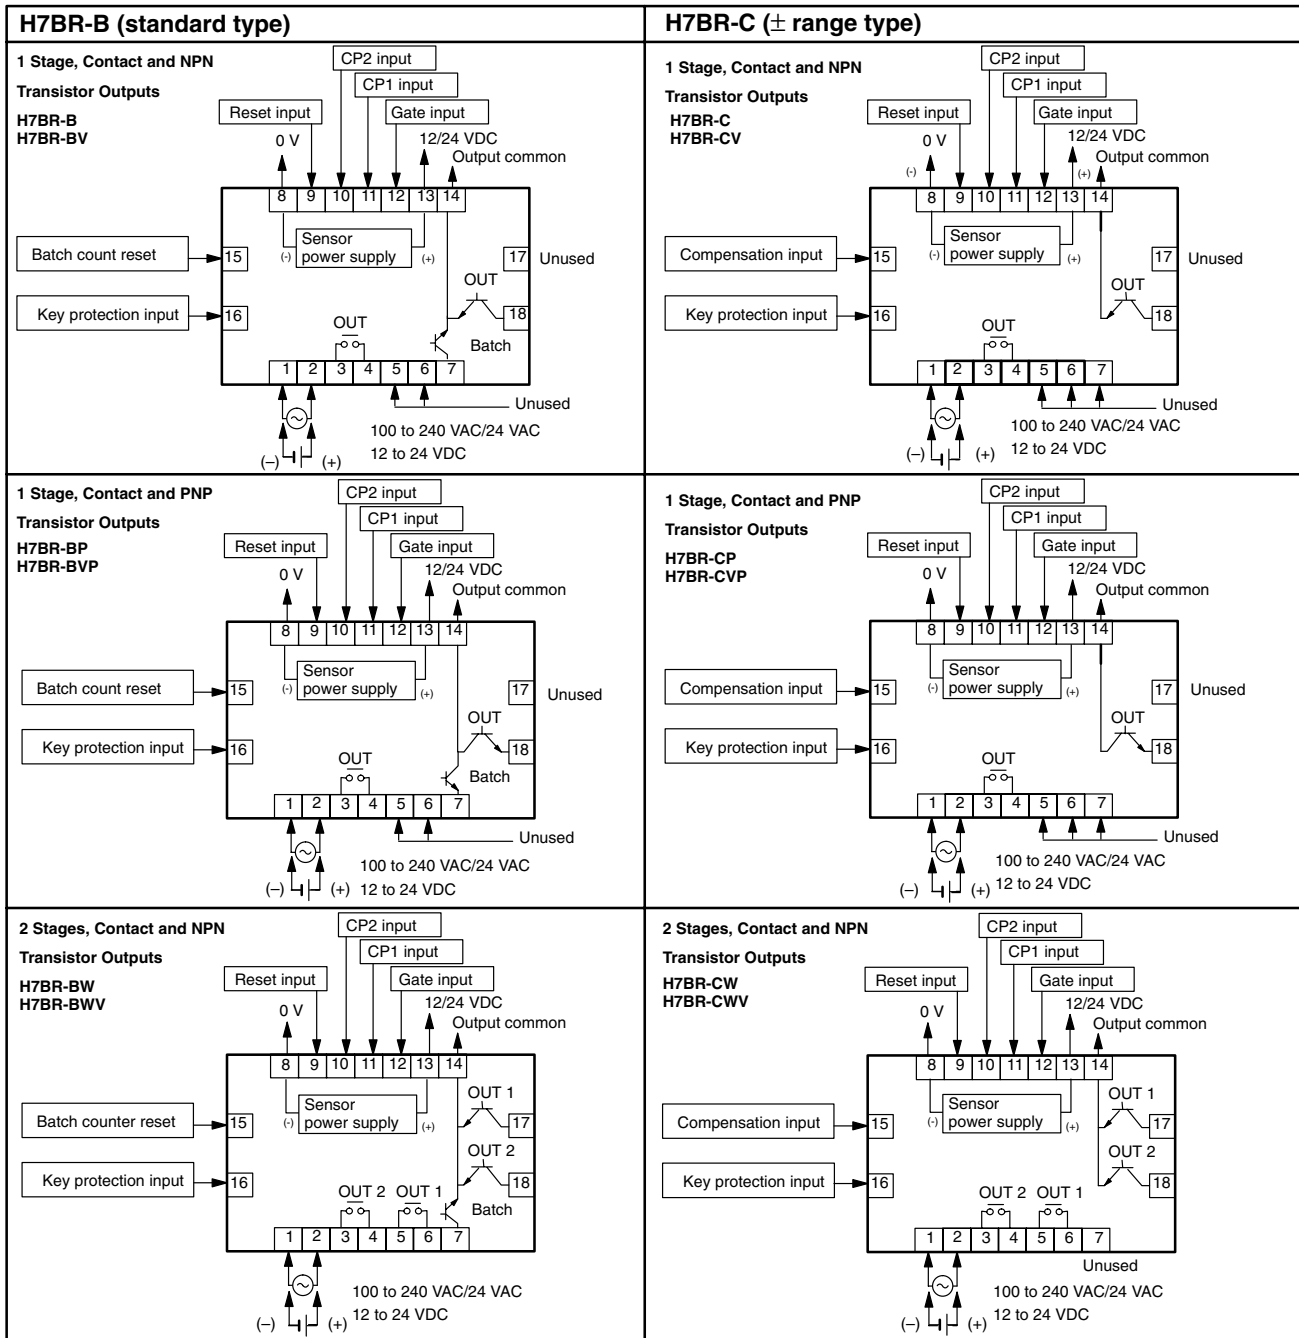 H7BR-B (standard type)
H7BR-C (± range type)
1 Stage, Contact and NPN
Transistor Outputs
H7BR-B
H7BR-BV
CP2 input
CP1 input
Reset input
Gate input
0 V
12/24 VDC
Output common
8 9 10 11 12 13 14
Sensor
power supply
(-)
(+)
Batch count reset
15
17
Unused
Key protection input
16
OUT
18
OUT
Batch
1 2 3 4 5 6 7
Unused
100 to 240 VAC/24 VAC
12 to 24 VDC
(–)
(+)
1 Stage, Contact and NPN
Transistor Outputs
H7BR-C
H7BR-CV
CP2 input
CP1 input
Reset input
Gate input
0 V
12/24 VDC
Output common
(-)
(+)
8 9 10 11 12 13 14
Sensor
power supply
(-)
(+)
Compensation input
15
17
Unused
Key protection input
16
OUT
18
OUT
1 2 3 4 5 6 7
Unused
100 to 240 VAC/24 VAC
12 to 24 VDC
(–)
(+)
1 Stage, Contact and PNP
Transistor Outputs
H7BR-BP
H7BR-BVP
CP2 input
CP1 input
Reset input
Gate input
0 V
12/24 VDC
Output common
8 9 10 11 12 13 14
Sensor
power supply
(-)
(+)
Batch count reset
15
17
Unused
Key protection input
16
OUT
18
OUT
Batch
1 2 3 4 5 6 7
Unused
100 to 240 VAC/24 VAC
12 to 24 VDC
(–)
(+)
1 Stage, Contact and PNP
Transistor Outputs
H7BR-CP
H7BR-CVP
CP2 input
CP1 input
Reset input
Gate input
0 V
12/24 VDC
Output common
8 9 10 11 12 13 14
Sensor
power supply
(-)
(+)
Compensation input
15
17
Unused
Key protection input
16
OUT
18
OUT
1 2 3 4 5 6 7
Unused
100 to 240 VAC/24 VAC
12 to 24 VDC
(–)
(+)
2 Stages, Contact and NPN
Transistor Outputs
H7BR-BW
H7BR-BWV
CP2 input
CP1 input
Reset input
Gate input
0 V
12/24 VDC
Output common
8 9 10 11 12 13 14
Sensor
power supply
(-)
(+)
OUT 1
Batch counter reset
15
17
OUT 2
Key protection input
16
18
OUT 2
OUT 1
Batch
1 2 3 4 5 6 7
100 to 240 VAC/24 VAC
12 to 24 VDC
(–)
(+)
2 Stages, Contact and NPN
Transistor Outputs
H7BR-CW
H7BR-CWV
CP2 input
CP1 input
Reset input
Gate input
0 V
12/24 VDC
Output common
8 9 10 11 12 13 14
Sensor
power supply
(-)
(+)
OUT 1
Compensation input
15
17
OUT 2
Key protection input
16
18
OUT 2
OUT 1
1 2 3 4 5 6 7
Unused
100 to 240 VAC/24 VAC
12 to 24 VDC
(–)
(+)